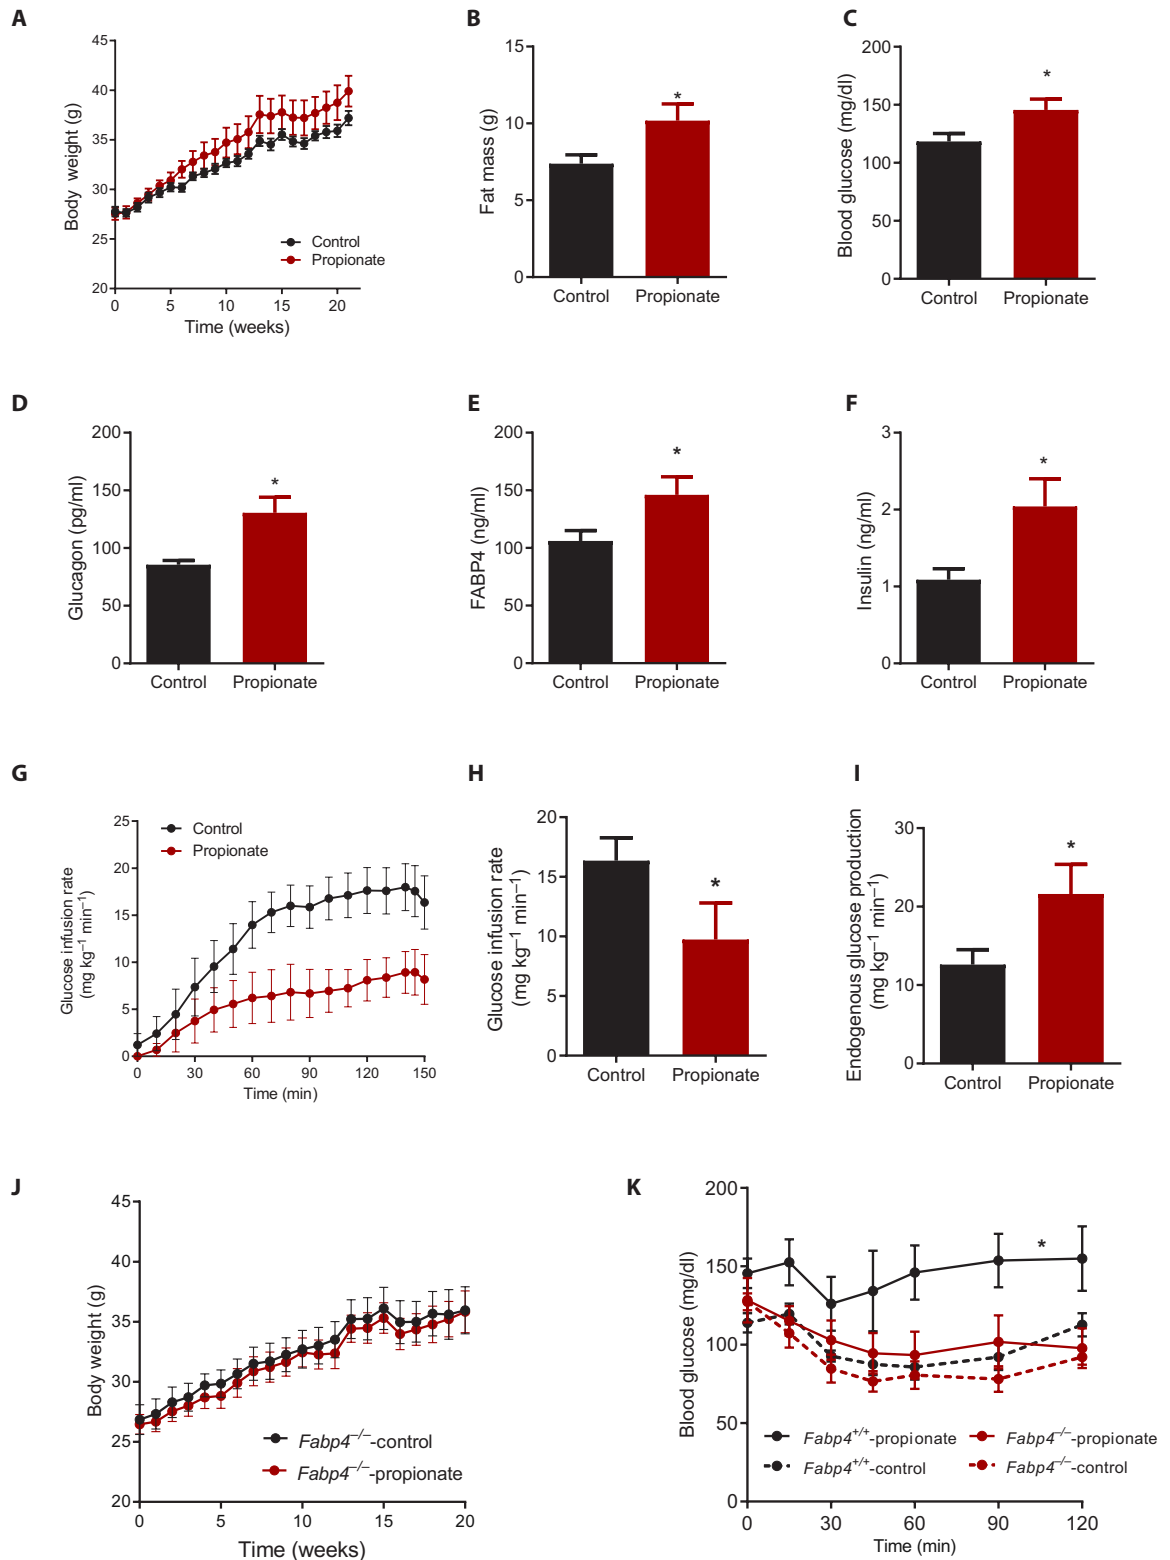 A
Body weight (g)
45
40
35
30
25
20
Control
Propionate
0 5 10 15 20
Time (weeks)
B
Fat mass (g)
15
10
5
0
*
Control Propionate
C
Blood glucose (mg/dl)
200
150
100
50
0
*
Control Propionate
D
Glucagon (pg/ml)
200
150
100
50
0
*
Control Propionate
E
FABP4 (ng/ml)
200
150
100
50
0
*
Control Propionate
F
Insulin (ng/ml)
3
2
1
0
*
Control Propionate
G
Glucose infusion rate
(mg kg⁻¹ min⁻¹)
25
20
15
10
5
0
Control
Propionate
0 30 60 90 120 150
Time (min)
H
Glucose infusion rate
(mg kg⁻¹ min⁻¹)
20
15
10
5
0
*
Control Propionate
I
Endogenous glucose production
(mg kg⁻¹ min⁻¹)
30
20
10
0
*
Control Propionate
J
Body weight (g)
45
40
35
30
25
20
Fabp4⁻/⁻-control
Fabp4⁻/⁻-propionate
0 5 10 15 20
Time (weeks)
K
Blood glucose (mg/dl)
200
150
100
50
0
*
Fabp4⁺/⁺-propionate Fabp4⁻/⁻-propionate
Fabp4⁺/⁺-control Fabp4⁻/⁻-control
0 30 60 90 120
Time (min)